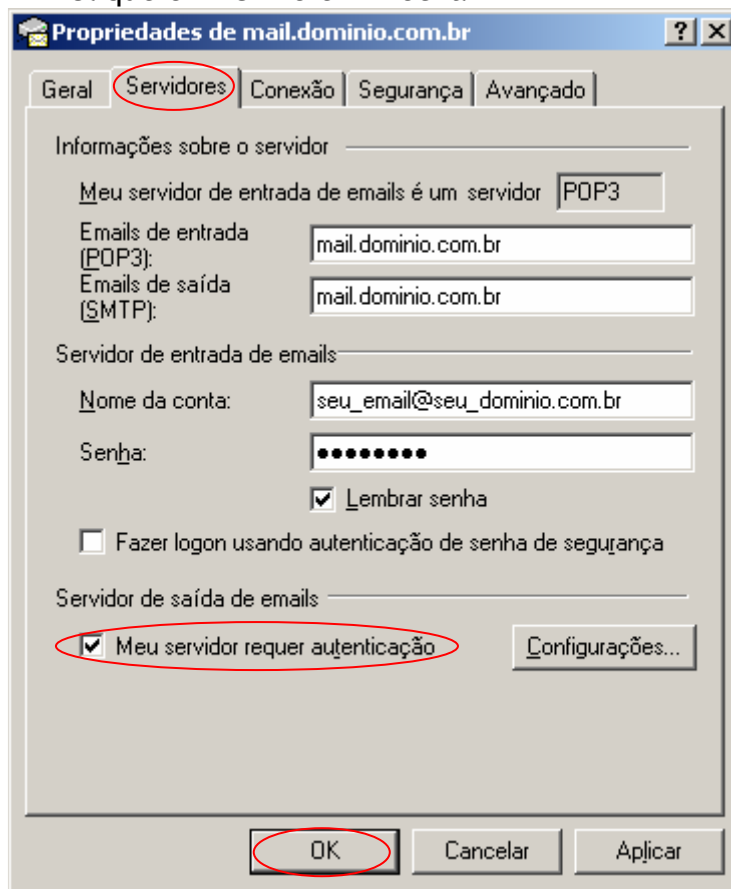 Propriedades de mail.dominio.com.br
Geral Servidores Conexão Segurança Avançado
Informações sobre o servidor
Meu servidor de entrada de emails é um servidor POP3
Emails de entrada
(POP3): mail.dominio.com.br
Emails de saída
(SMTP): mail.dominio.com.br
Servidor de entrada de emails
Nome da conta: seu_email@seu_dominio.com.br
Senha: ●●●●●●●●
Lembrar senha
Fazer logon usando autenticação de senha de segurança
Servidor de saída de emails
Meu servidor requer autenticação Configurações...
OK Cancelar Aplicar